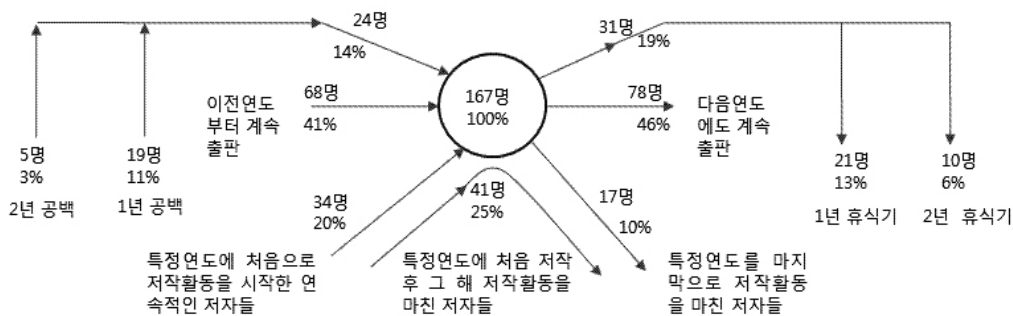 24명
14%
31명
19%
5명
3%
2년 공백
19명
11%
1년 공백
이전연도
부터 계속
출판
68명
41%
167명
100%
78명
46%
다음연도
에도 계속
출판
21명
13%
1년 휴식기
10명
6%
2년 휴식기
34명
20%
41명
25%
17명
10%
특정연도에 처음으로
저작활동을 시작한 연
속적인 저자들
특정연도에 처음 저작
후 그 해 저작활동을
마친 저자들
특정연도를 마지
막으로 저작활동
을 마친 저자들